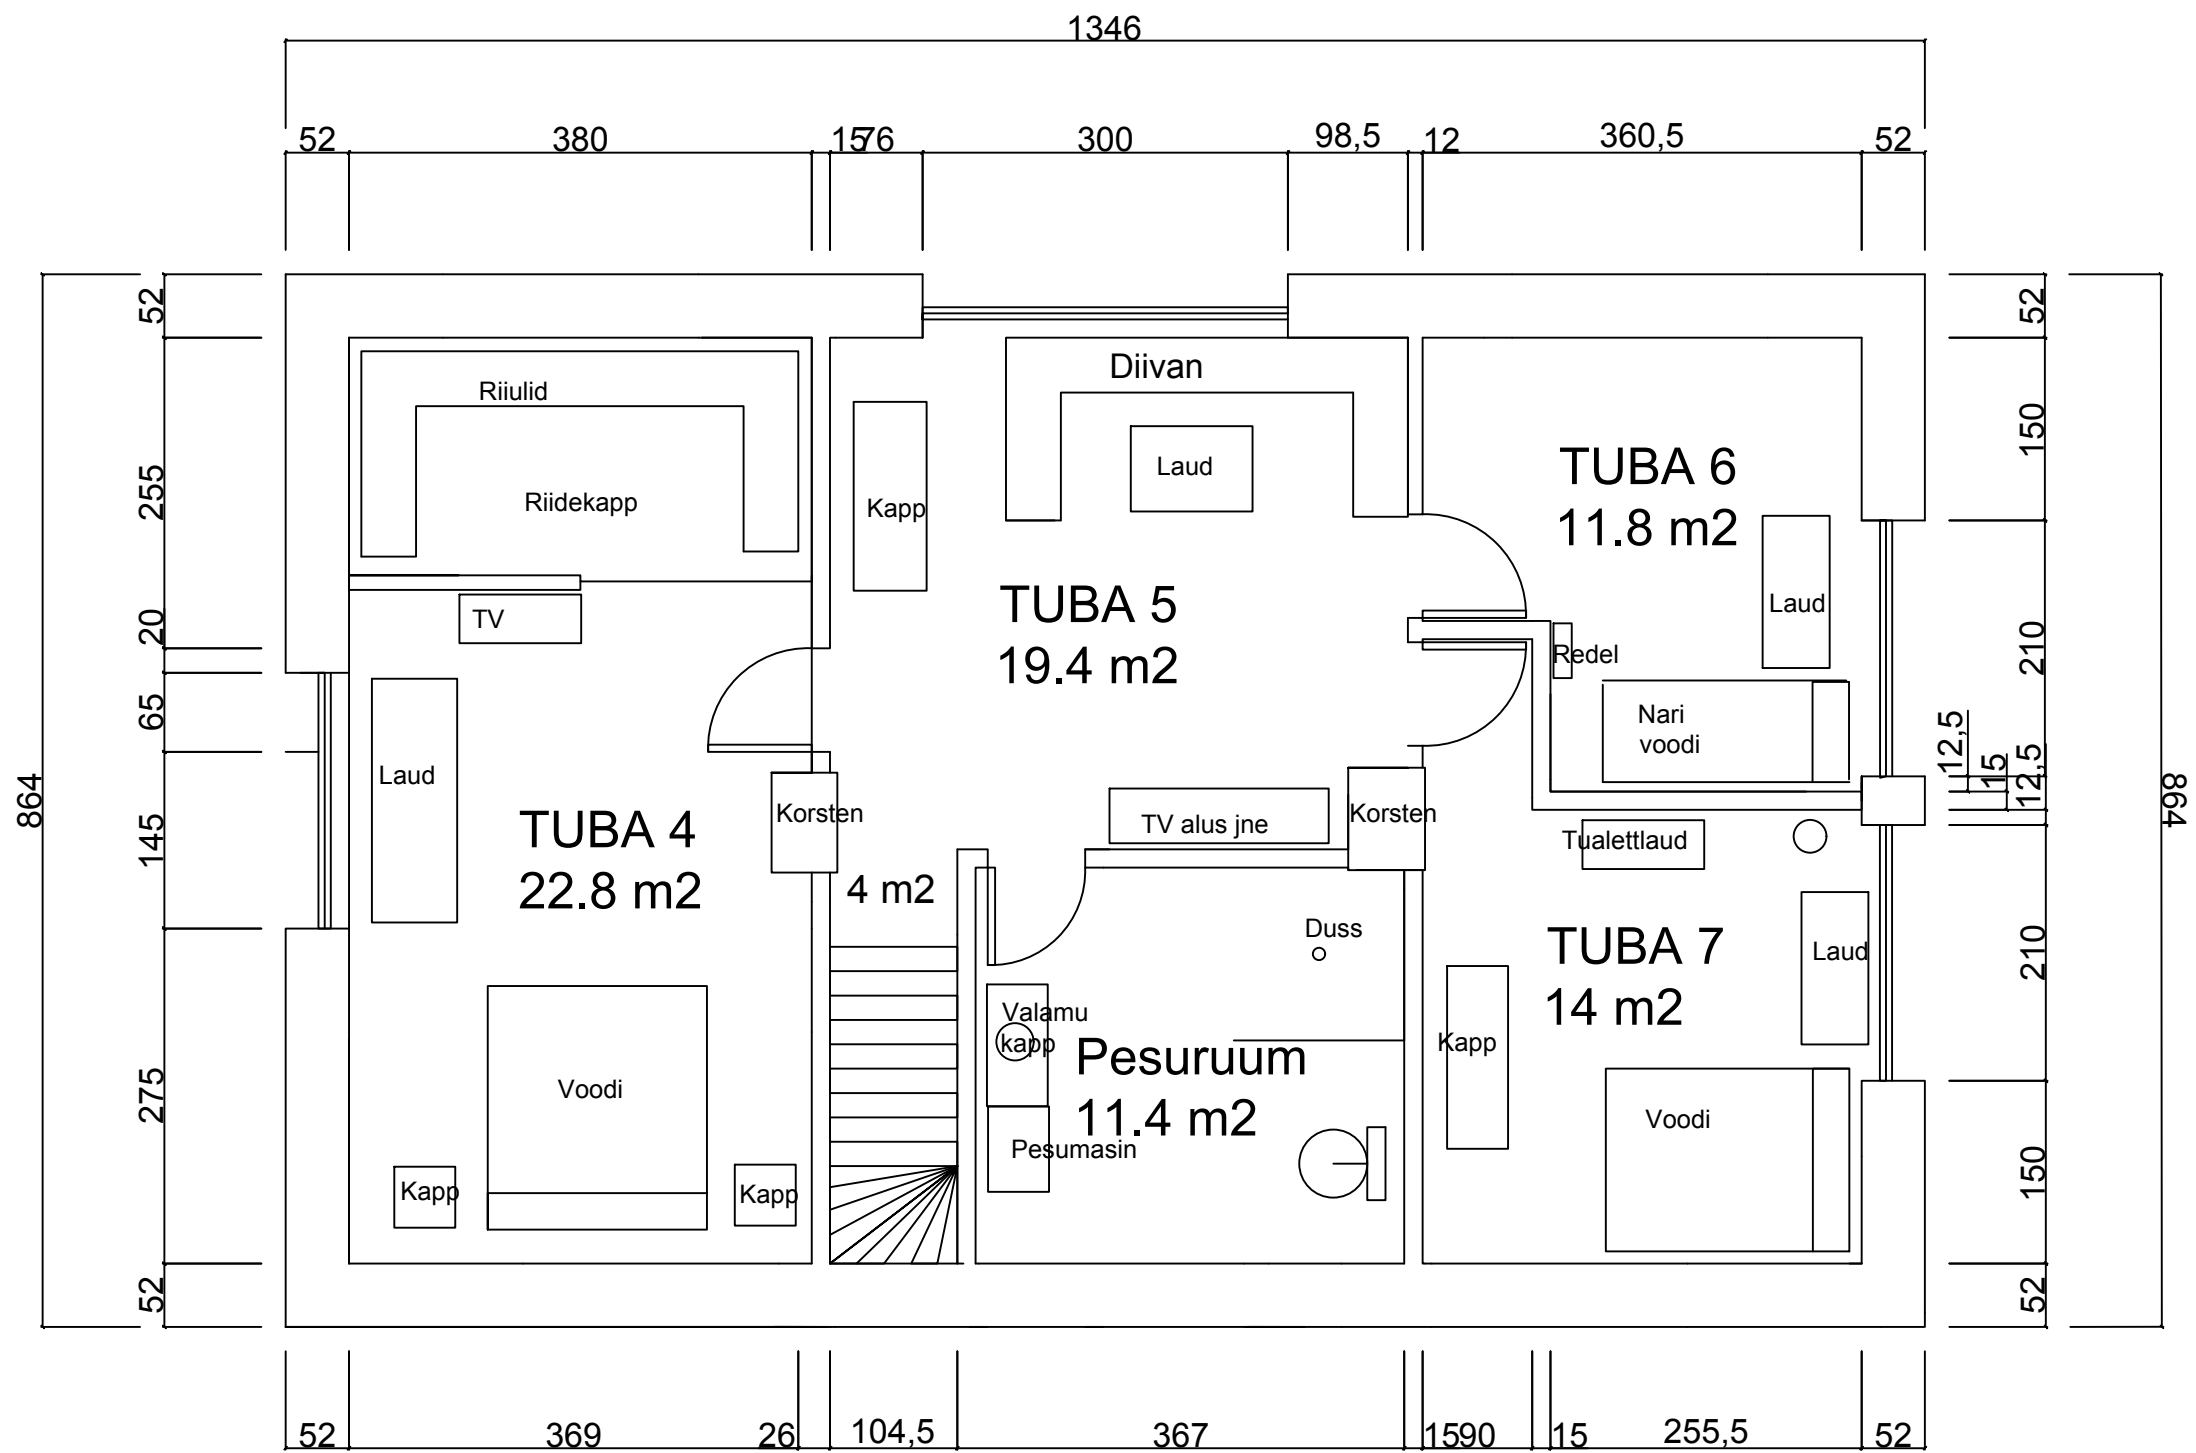 1346
52
380
15
76
300
98,5
12
360,5
52
864
52
255
20
65
145
275
52
Riiulid
Riidekapp
TV
Laud
TUBA 4
22.8 m2
Voodi
Kapp
Kapp
Korsten
4 m2
Diivan
Laud
Kapp
TUBA 5
19.4 m2
TV alus jne
Korsten
Duss
Valamu
kapp
Pesuruum
11.4 m2
Pesumasin
TUBA 6
11.8 m2
Laud
Redel
Nari
voodi
Tualettlaud
TUBA 7
14 m2
Laud
Kapp
Voodi
52
150
210
12,5
15
12,5
210
150
52
864
52
369
26
104,5
367
15
90
15
255,5
52